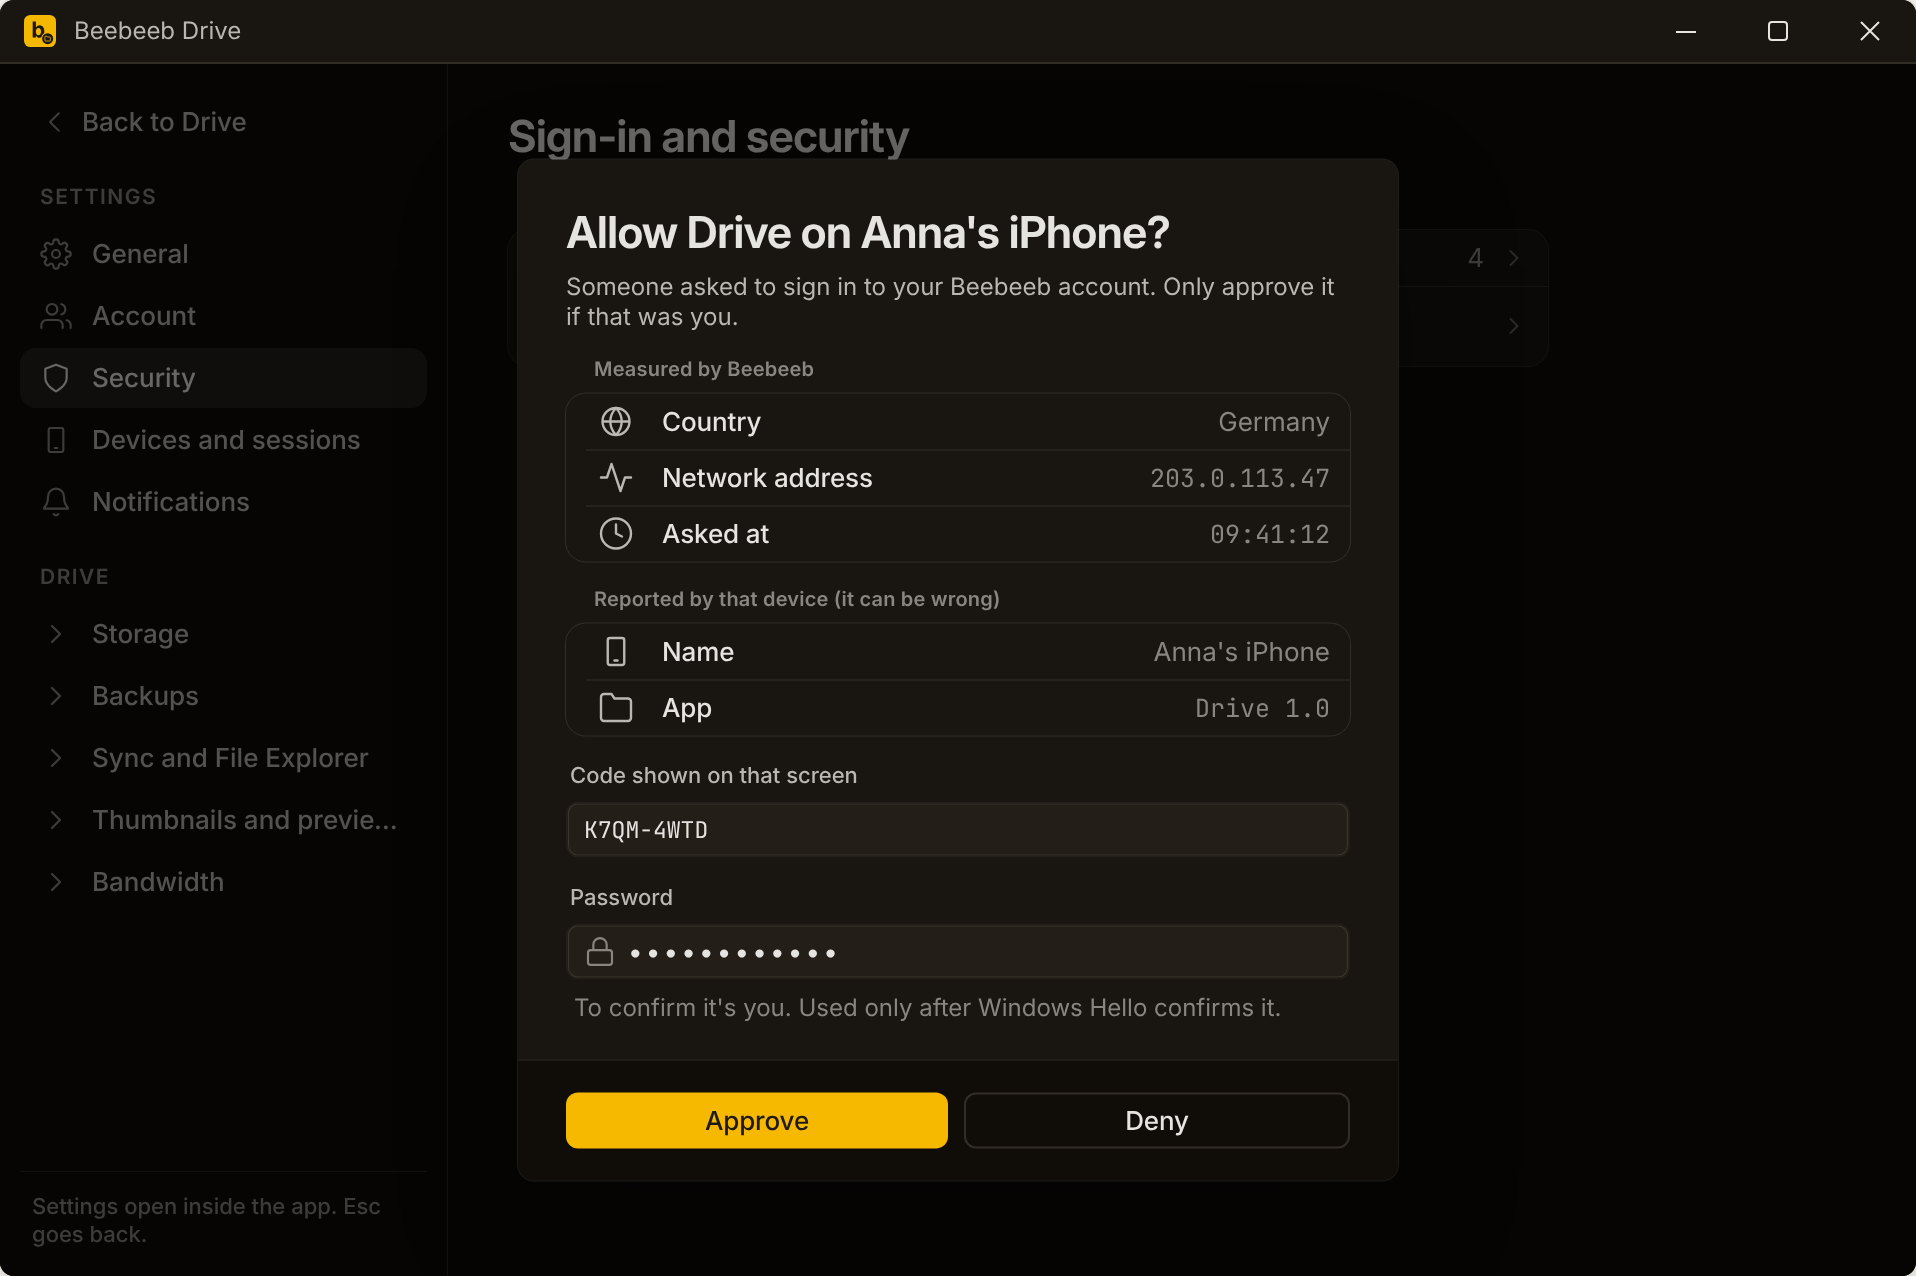 Beebeeb Drive
Back to Drive
SETTINGS
General
Account
Security
Devices and sessions
Notifications
DRIVE
Storage
Backups
Sync and File Explorer
Thumbnails and previe...
Bandwidth
Settings open inside the app. Esc
goes back.
Sign-in and security
4
Allow Drive on Anna's iPhone?
Someone asked to sign in to your Beebeeb account. Only approve it
if that was you.
Measured by Beebeeb
Country Germany
Network address 203.0.113.47
Asked at 09:41:12
Reported by that device (it can be wrong)
Name Anna's iPhone
App Drive 1.0
Code shown on that screen
K7QM-4WTD
Password
••••••••••••
To confirm it's you. Used only after Windows Hello confirms it.
Approve Deny